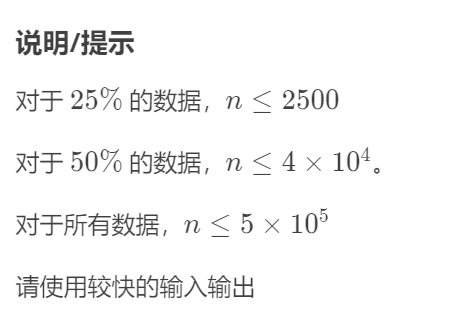 说明/提示
对于 25% 的数据，n ≤ 2500
对于 50% 的数据，n ≤ 4 × 10⁴。
对于所有数据，n ≤ 5 × 10⁵
请使用较快的输入输出